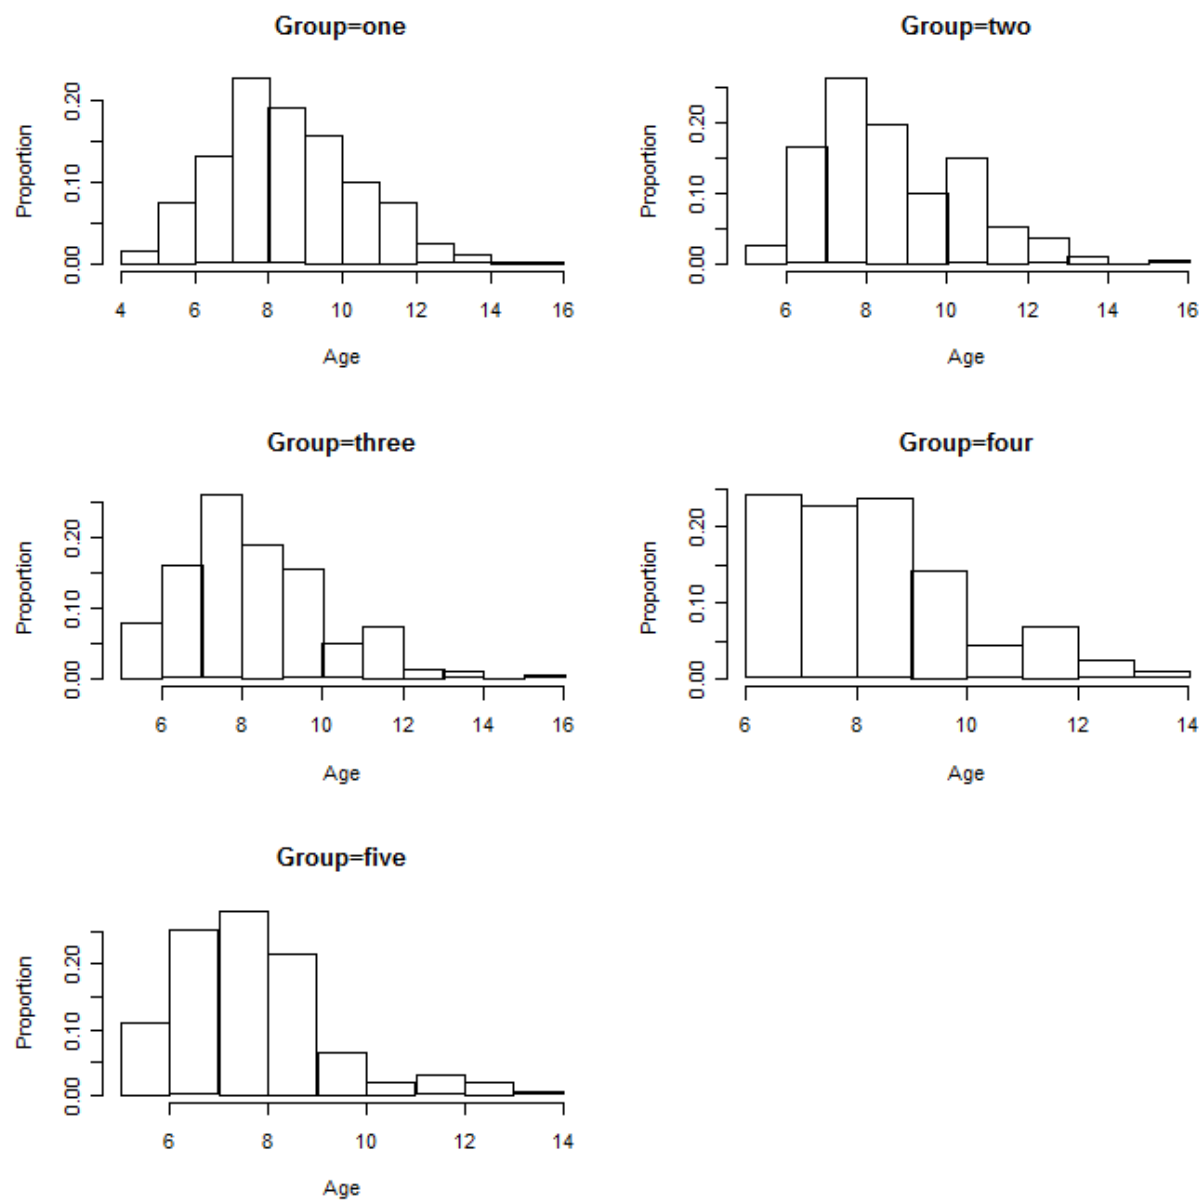 Group=one
Proportion
0.00 0.10 0.20
4 6 8 10 12 14 16
Age
Group=two
Proportion
0.00 0.10 0.20
6 8 10 12 14 16
Age
Group=three
Proportion
0.00 0.10 0.20
6 8 10 12 14 16
Age
Group=four
Proportion
0.00 0.10 0.20
6 8 10 12 14
Age
Group=five
Proportion
0.00 0.10 0.20
6 8 10 12 14
Age